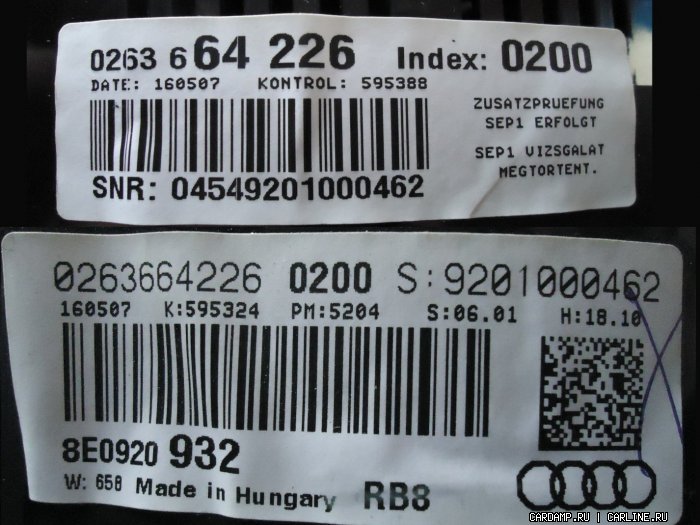 0263 664 226 Index: 0200
DATE: 160507 KONTROL: 595388
ZUSATZPRUEFUNG
SEP1 ERFOLGT
SEP1 VIZSGALAT
MEGTORTENT.
SNR: 04549201000462
0263664226 0200 S:9201000462
160507 K:595324 PM:5204 S:06.01 H:18.10
8E0920 932
W: 658 Made in Hungary RB8
CARDAMP.RU | CARLINE.RU